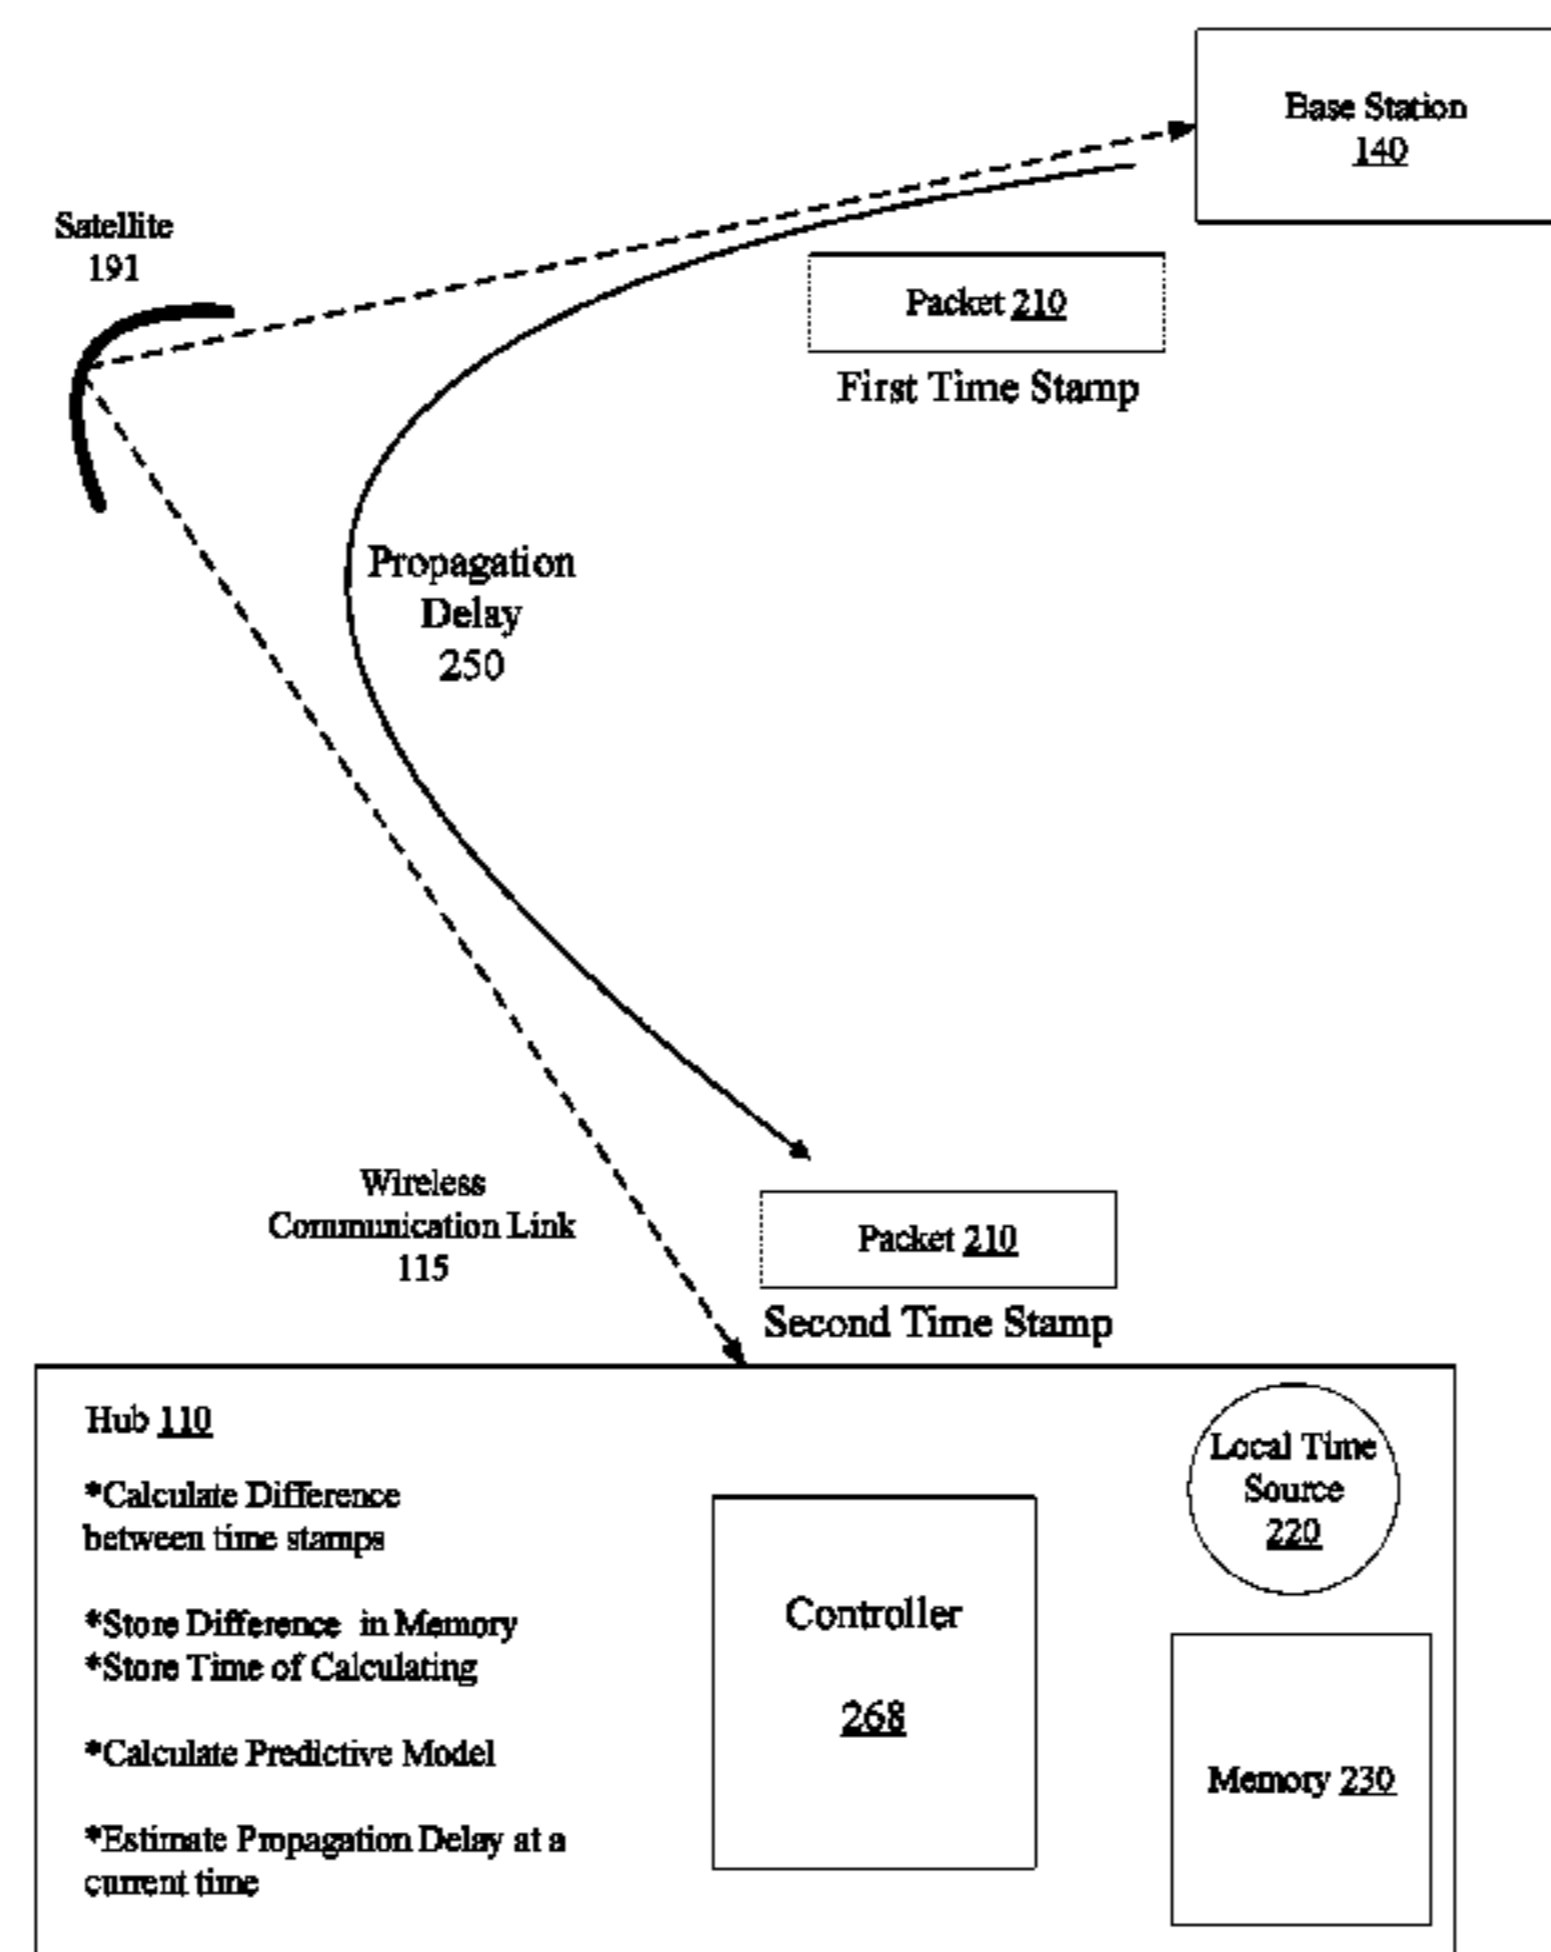 Base Station
140
Satellite
191
Packet 210
First Time Stamp
Propagation
Delay
250
Wireless
Communication Link
115
Packet 210
Second Time Stamp
Hub 110
*Calculate Difference
between time stamps
*Store Difference in Memory
*Store Time of Calculating
*Calculate Predictive Model
*Estimate Propagation Delay at a
current time
Controller
268
Local Time
Source
220
Memory 230